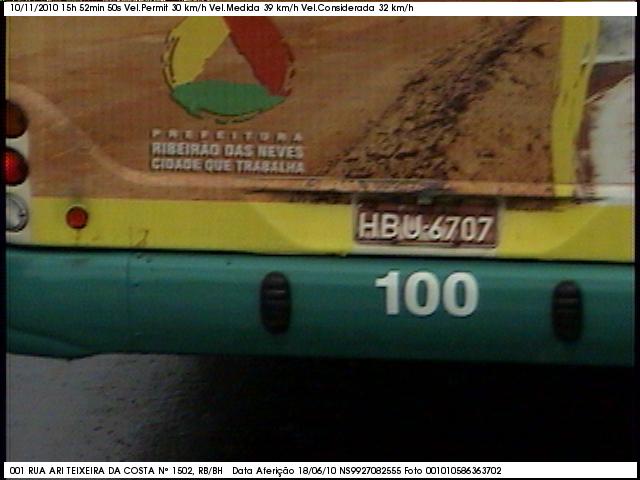 10/11/2010 15h 52min 50s Vel.Permit 30 km/h Vel.Medida 39 km/h Vel.Considerada 32 km/h
PREFEITURA
RIBEIRÃO DAS NEVES
CIDADE QUE TRABALHA
HBU-6707
100
001 RUA ARI TEIXEIRA DA COSTA Nº 1502, RB/BH Data Aferição 18/06/10 NS9927082555 Foto 001010586363702